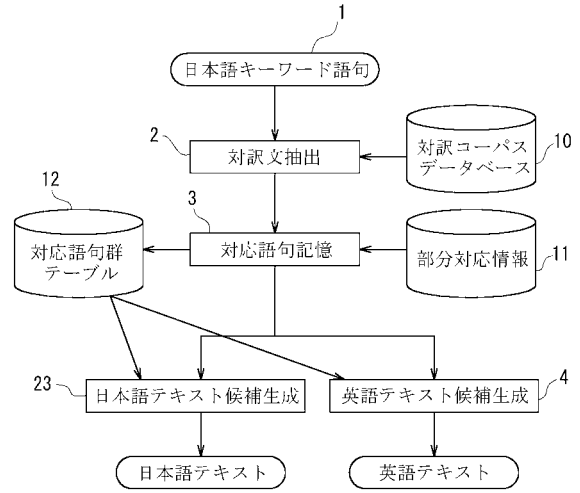 1
日本語キーワード語句
2
対訳文抽出
対訳コーパス
データベース
10
12
3
対応語句群
テーブル
対応語句記憶
部分対応情報
11
23
日本語テキスト候補生成
英語テキスト候補生成
4
日本語テキスト
英語テキスト